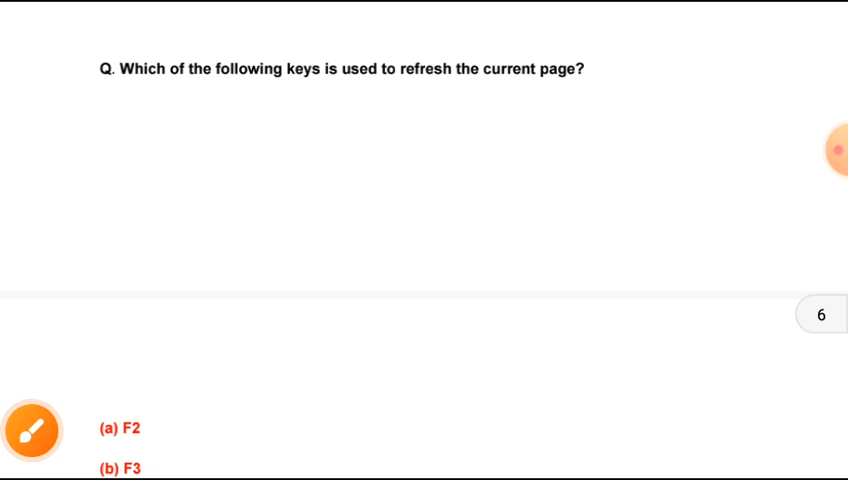 Q. Which of the following keys is used to refresh the current page?
6
(a) F2
(b) F3